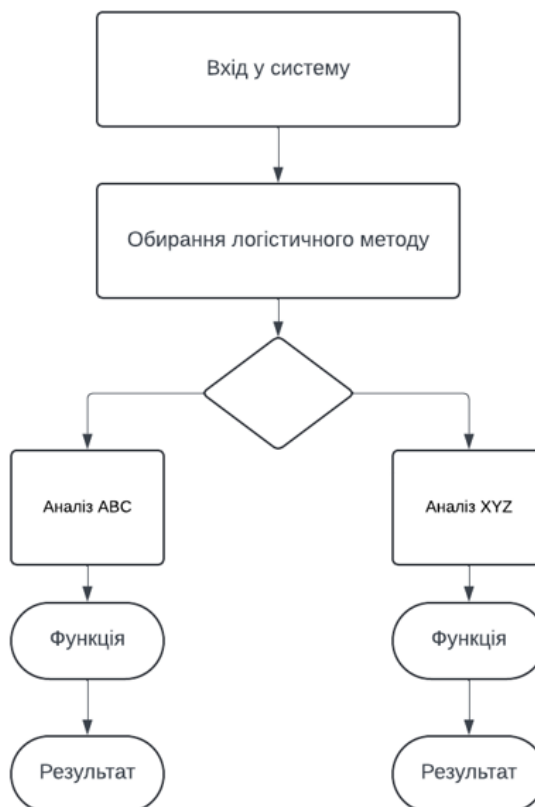 Вхід у систему
Обирання логістичного методу
Аналіз ABC
Аналіз XYZ
Функція
Функція
Результат
Результат